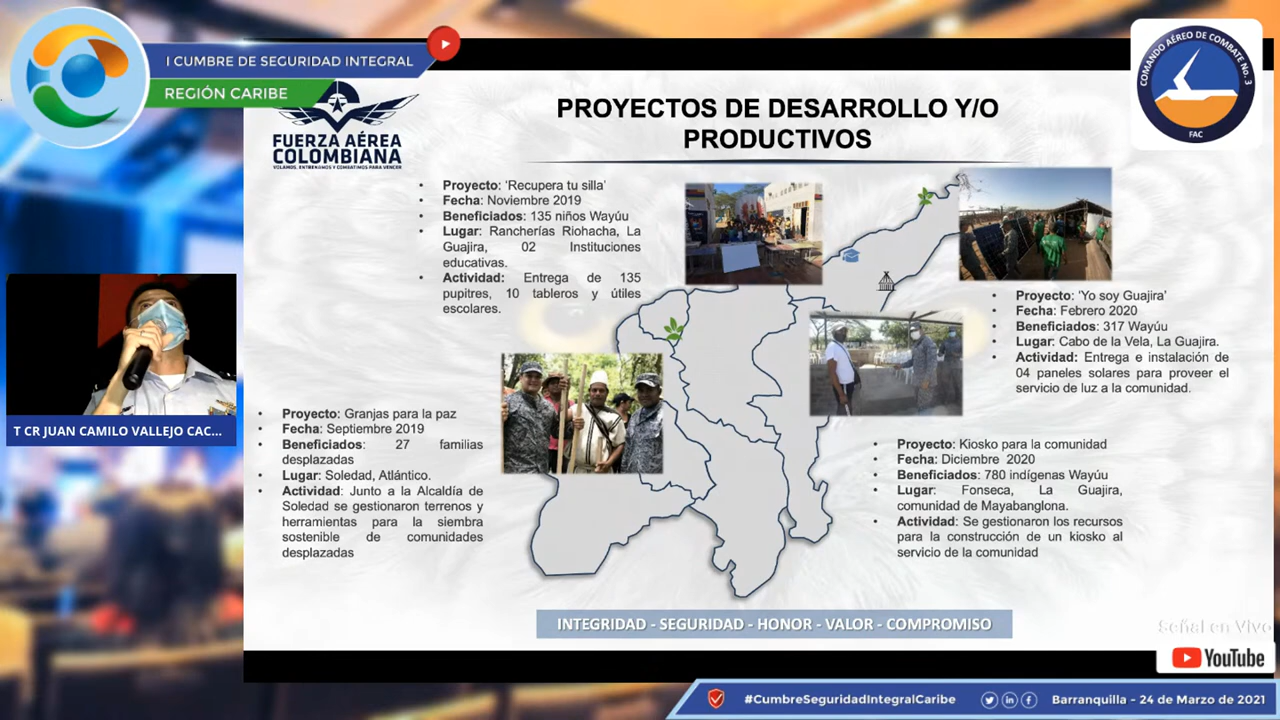 I CUMBRE DE SEGURIDAD INTEGRAL
REGIÓN CARIBE
FUERZA AÉREA
COLOMBIANA
VOLAMOS, ENTRENAMOS Y COMBATIMOS PARA VENCER
COMANDO AÉREO DE COMBATE No. 3
FAC
PROYECTOS DE DESARROLLO Y/O
PRODUCTIVOS
• Proyecto: ‘Recupera tu silla’
• Fecha: Noviembre 2019
• Beneficiados: 135 niños Wayúu
• Lugar: Rancherías Riohacha, La
Guajira, 02 Instituciones
educativas.
• Actividad: Entrega de 135
pupitres, 10 tableros y útiles
escolares.
• Proyecto: ‘Yo soy Guajira’
• Fecha: Febrero 2020
• Beneficiados: 317 Wayúu
• Lugar: Cabo de la Vela, La Guajira.
• Actividad: Entrega e instalación de
04 paneles solares para proveer el
servicio de luz a la comunidad.
• Proyecto: Granjas para la paz
• Fecha: Septiembre 2019
• Beneficiados: 27 familias
desplazadas
• Lugar: Soledad, Atlántico.
• Actividad: Junto a la Alcaldía de
Soledad se gestionaron terrenos y
herramientas para la siembra
sostenible de comunidades
desplazadas
• Proyecto: Kiosko para la comunidad
• Fecha: Diciembre 2020
• Beneficiados: 780 indígenas Wayúu
• Lugar: Fonseca, La Guajira,
comunidad de Mayabanglona.
• Actividad: Se gestionaron los recursos
para la construcción de un kiosko al
servicio de la comunidad
T CR JUAN CAMILO VALLEJO CAC...
INTEGRIDAD - SEGURIDAD - HONOR - VALOR - COMPROMISO
Señal en Vivo
YouTube
#CumbreSeguridadIntegralCaribe
Barranquilla - 24 de Marzo de 2021